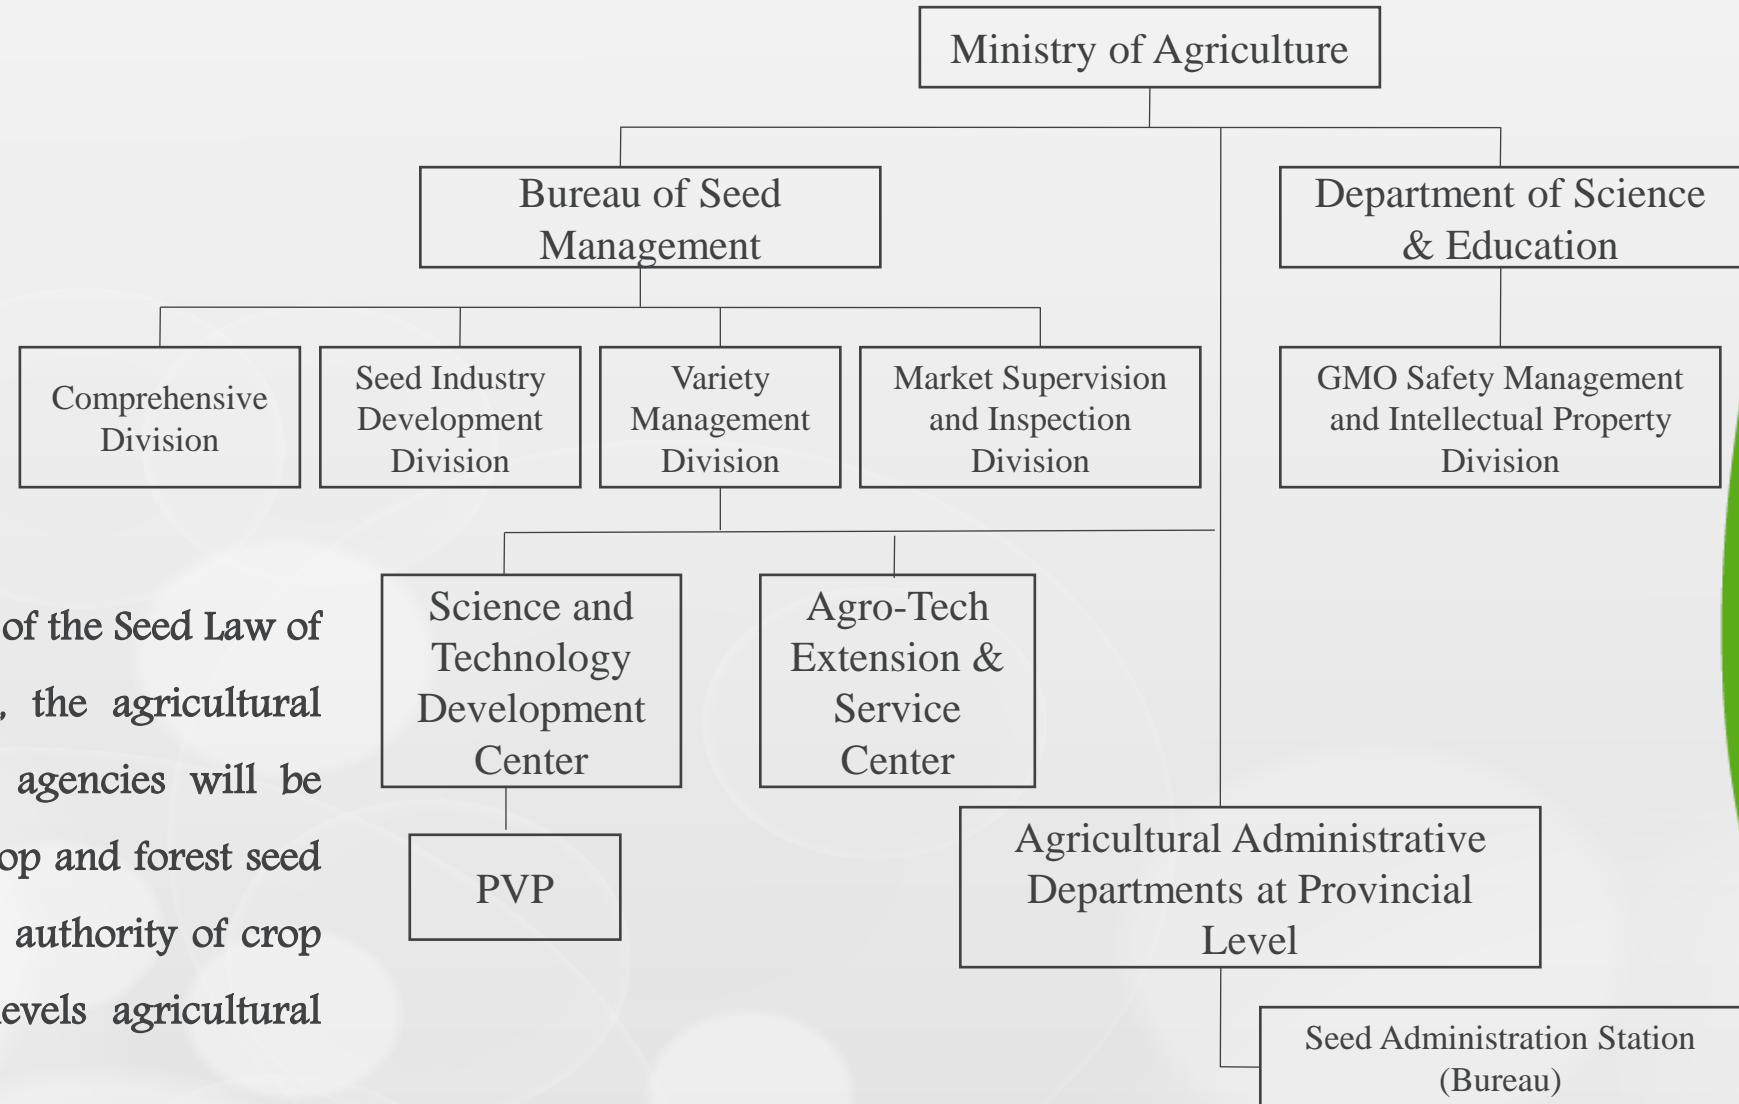 Ministry of Agriculture
Bureau of Seed
Management
Department of Science
& Education
Comprehensive
Division
Seed Industry
Development
Division
Variety
Management
Division
Market Supervision
and Inspection
Division
GMO Safety Management
and Intellectual Property
Division
of the Seed Law of
the agricultural
agencies will be
and forest seed
authority of crop
agricultural
Science and
Technology
Development
Center
Agro-Tech
Extension &
Service
Center
PVP
Agricultural Administrative
Departments at Provincial
Level
Seed Administration Station
(Bureau)